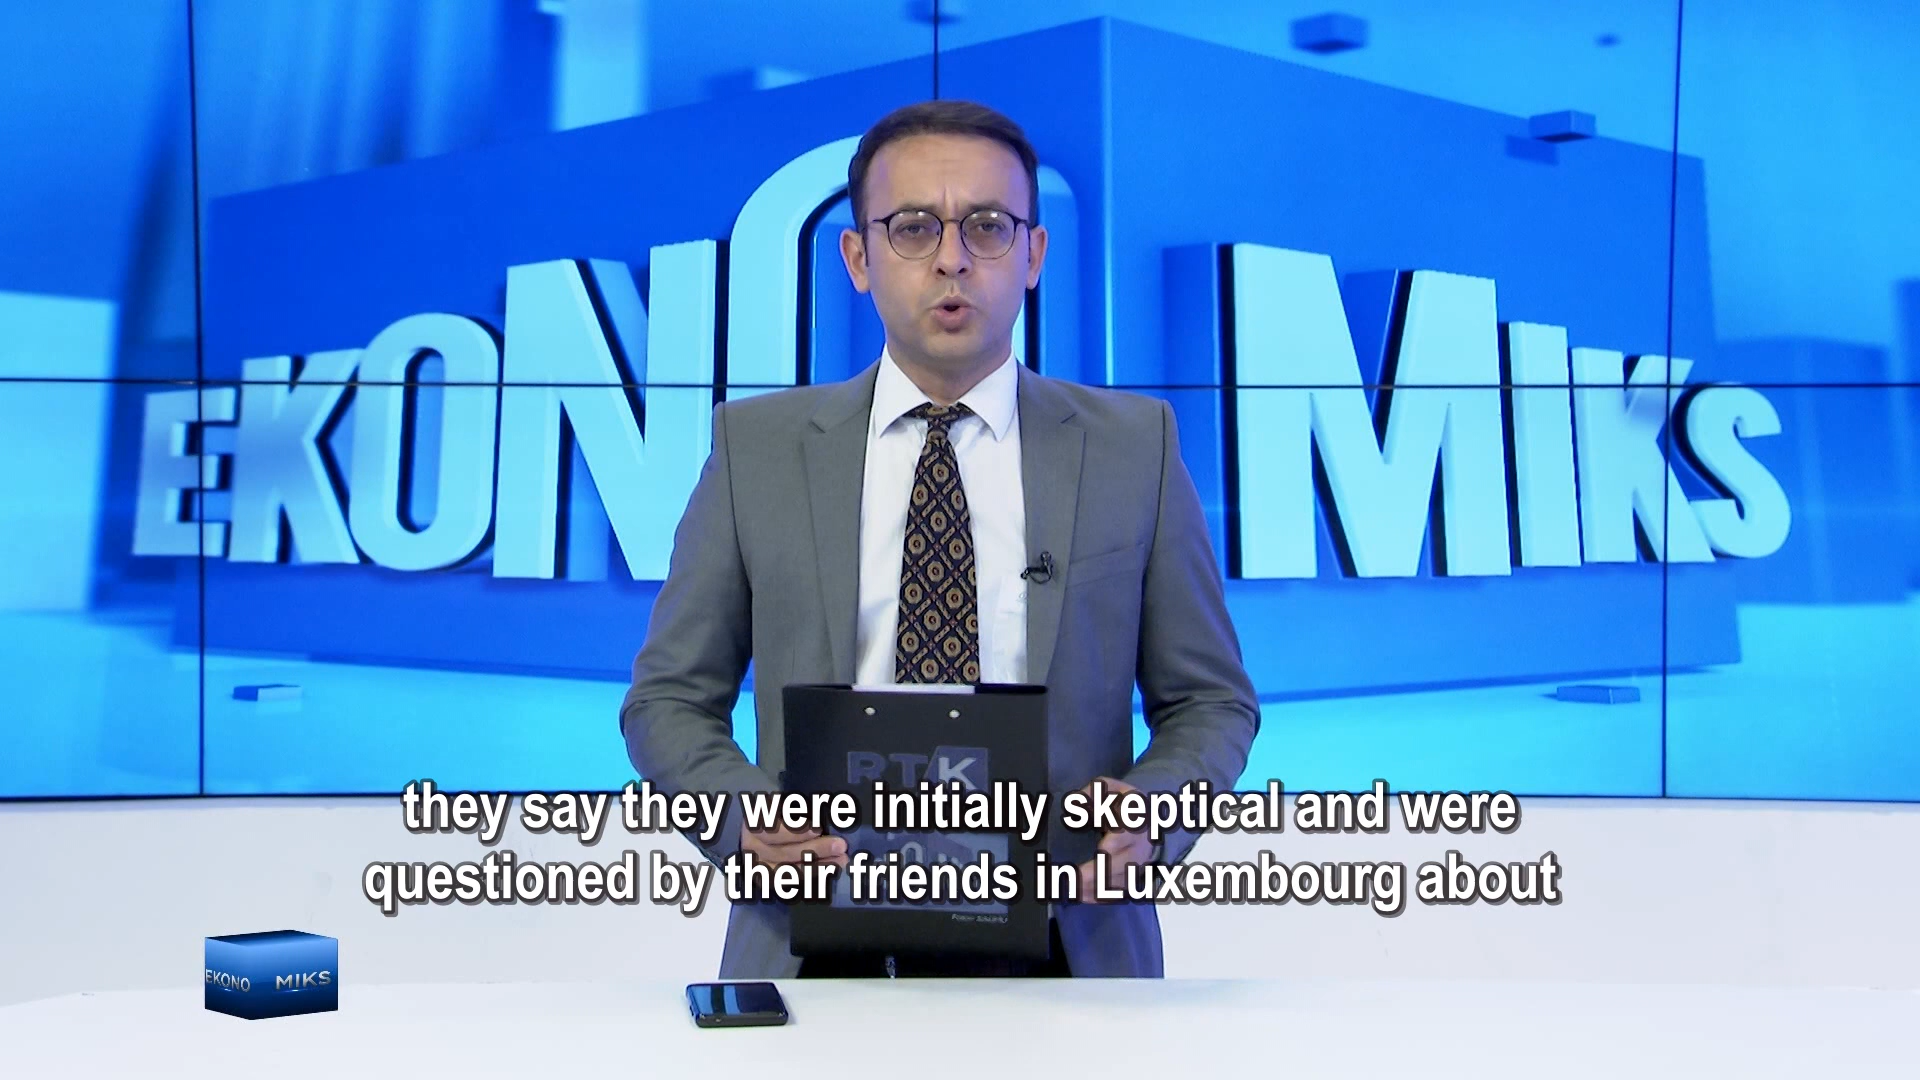 EKONOMIKS
RTK
they say they were initially skeptical and were
questioned by their friends in Luxembourg about
EKONO MIKS